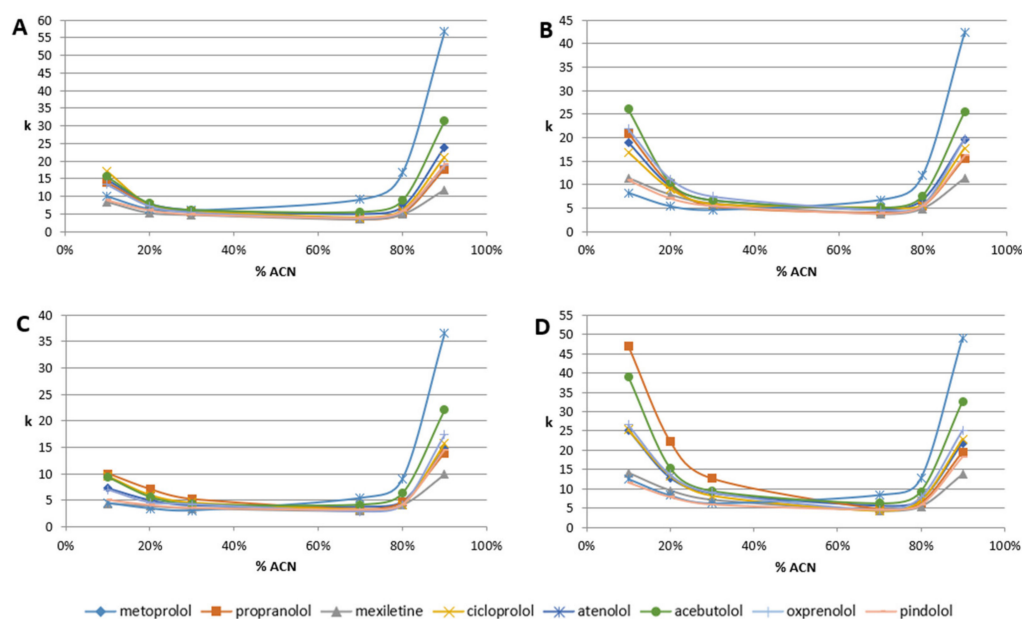 A
60
55
50
45
40
35
30
25
20
15
10
5
0
k
0% 20% 40% 60% 80% 100%
% ACN
B
45
40
35
30
25
20
15
10
5
0
k
0% 20% 40% 60% 80% 100%
% ACN
C
40
35
30
25
20
15
10
5
0
k
0% 20% 40% 60% 80% 100%
% ACN
D
55
50
45
40
35
30
25
20
15
10
5
0
k
0% 20% 40% 60% 80% 100%
% ACN
metoprolol propranolol mexiletine cicloprolol atenolol acebutolol oxprenolol pindolol